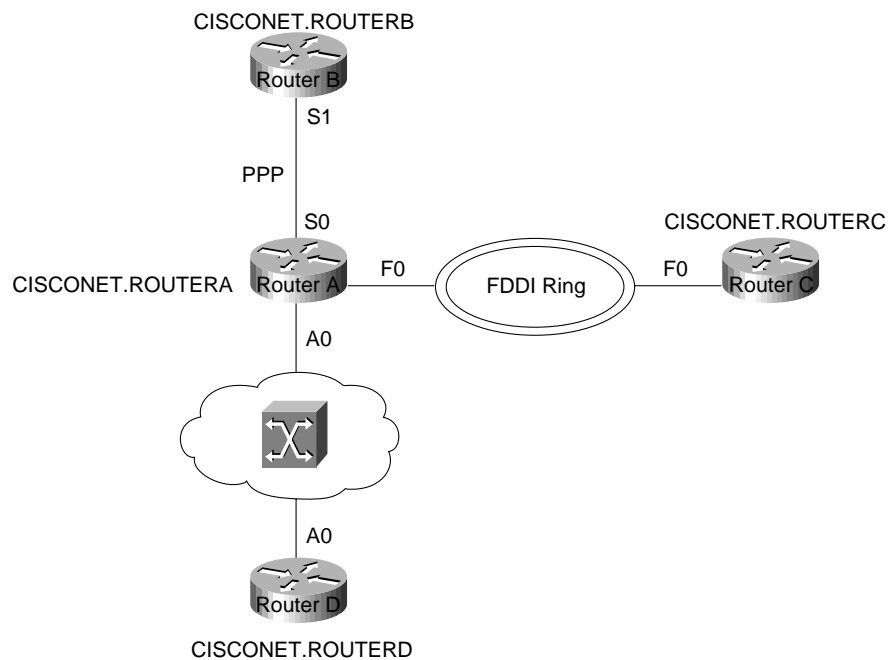 CISCONET.ROUTERB
Router B
S1
PPP
S0
CISCONET.ROUTERC
CISCONET.ROUTERA
Router A
F0
FDDI Ring
F0
Router C
A0
A0
Router D
CISCONET.ROUTERD